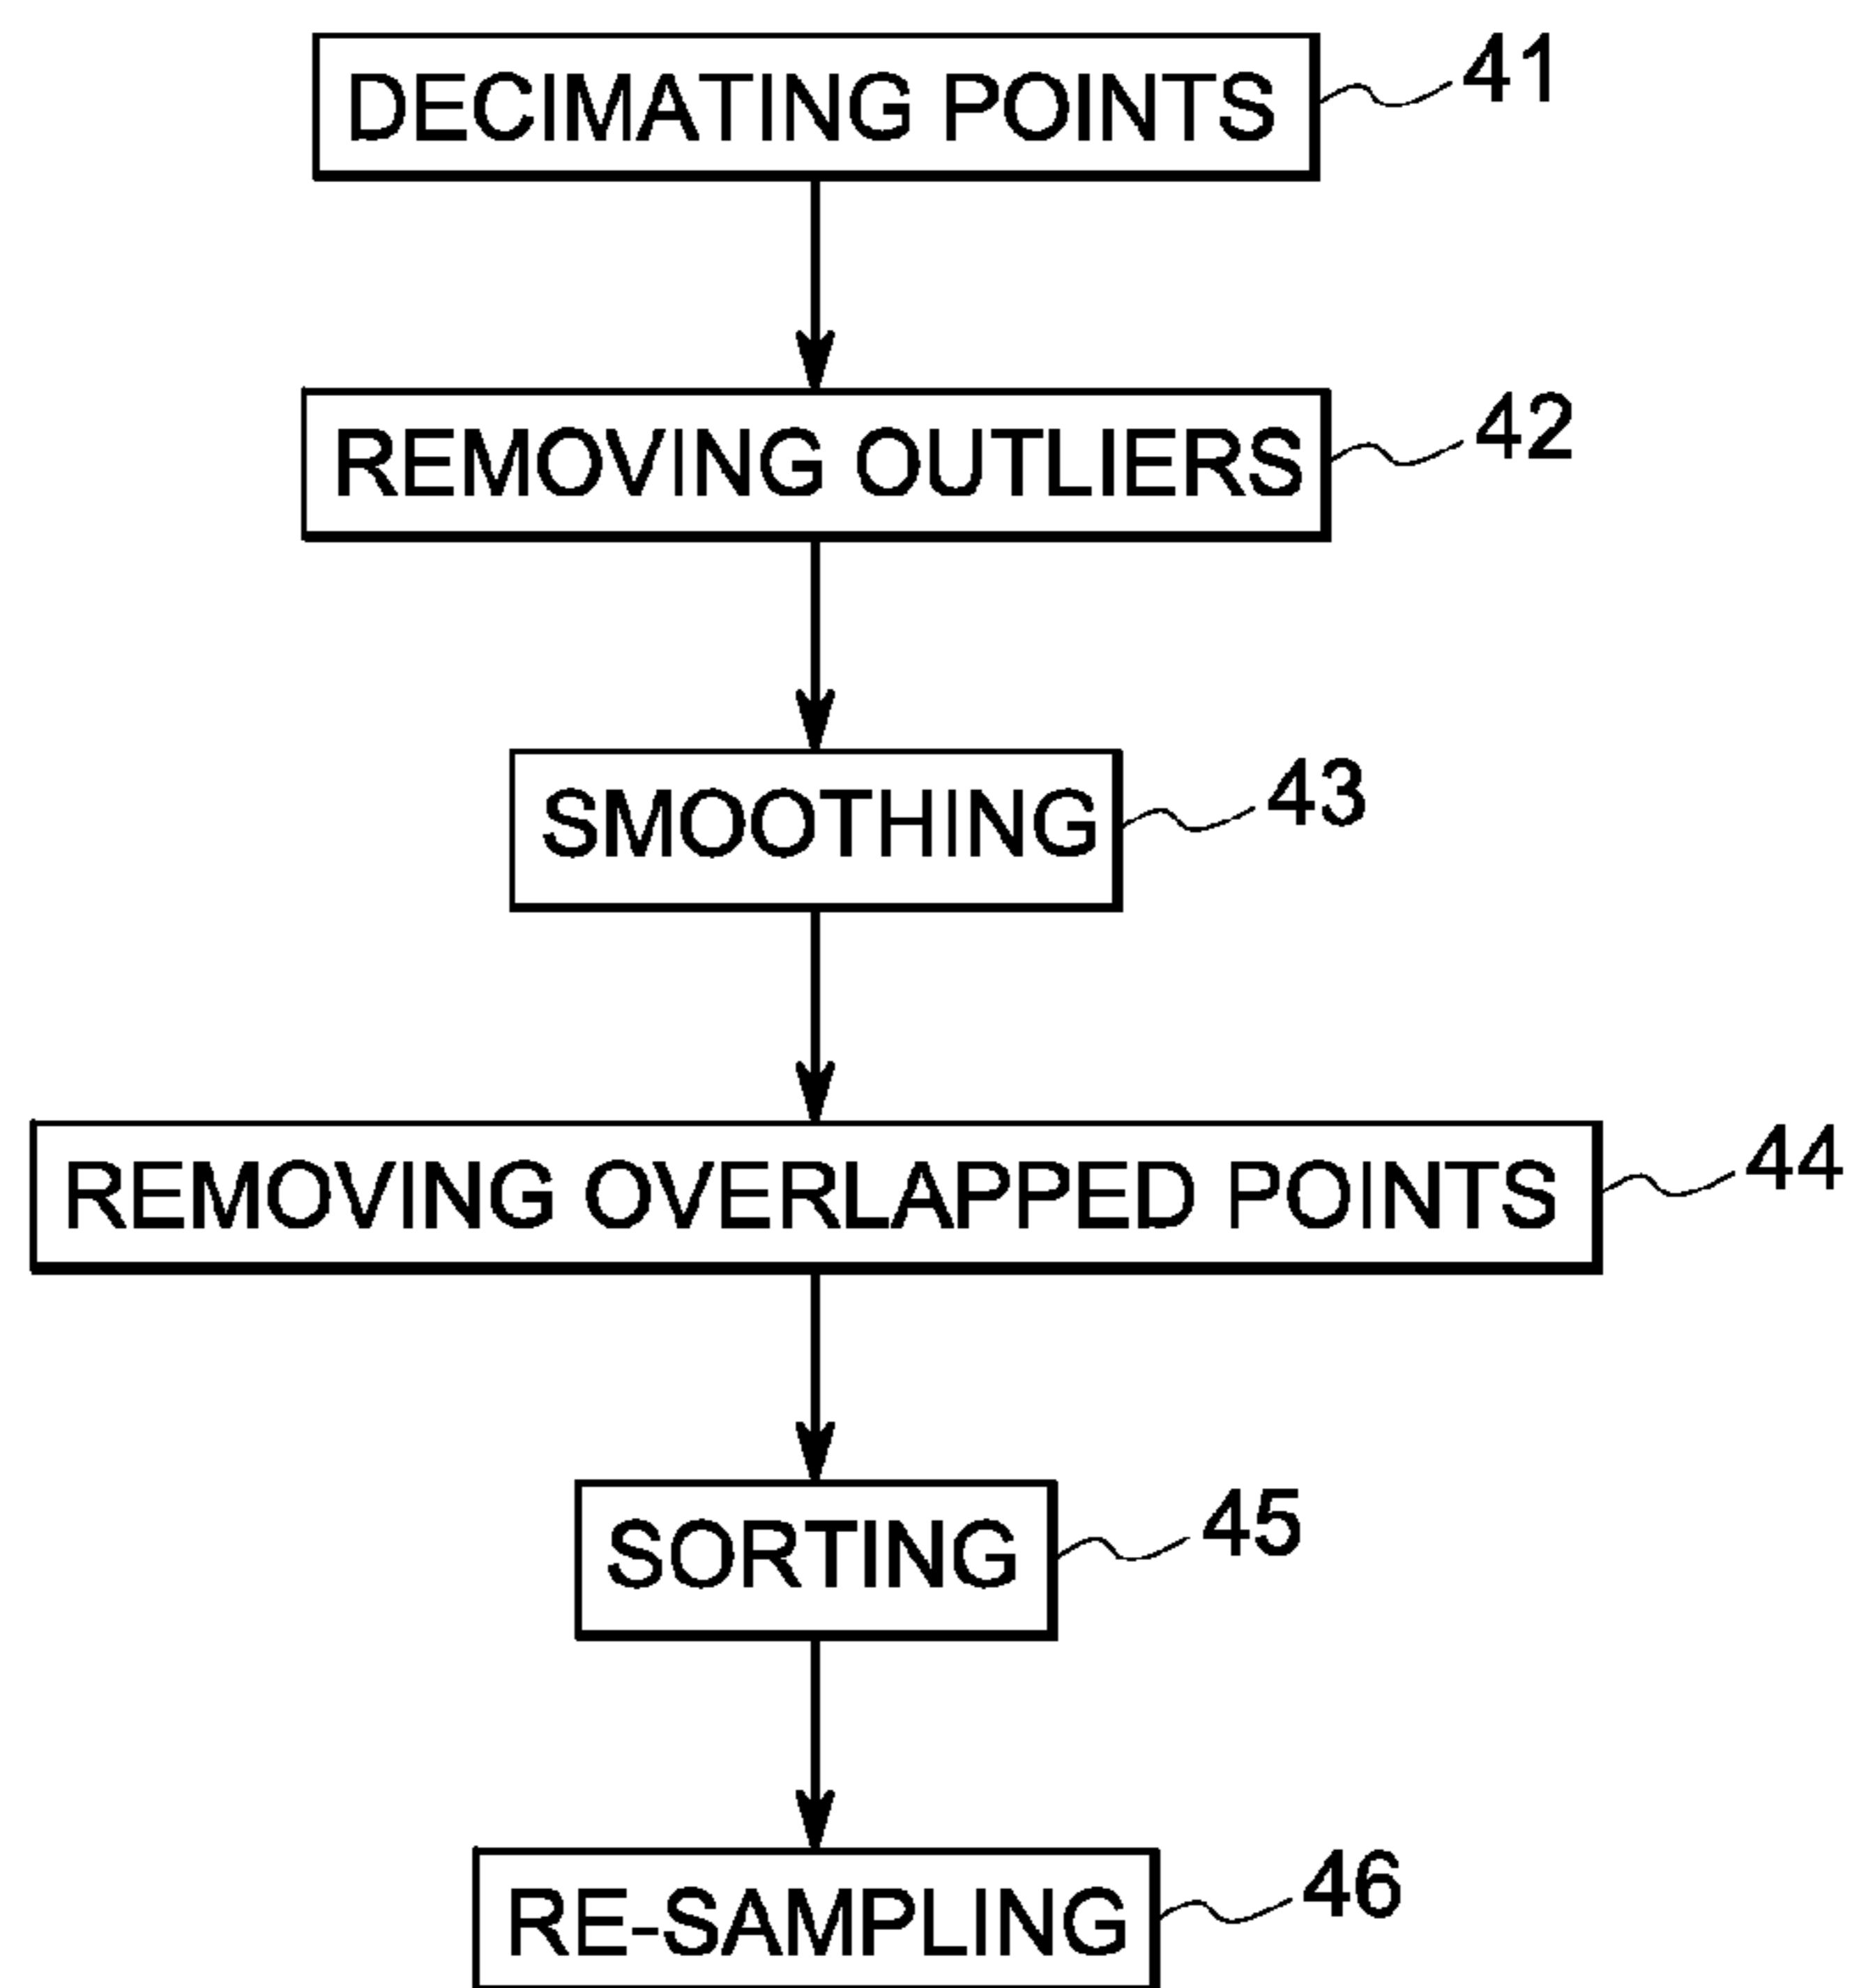 DECIMATING POINTS 41
REMOVING OUTLIERS 42
SMOOTHING 43
REMOVING OVERLAPPED POINTS 44
SORTING 45
RE-SAMPLING 46